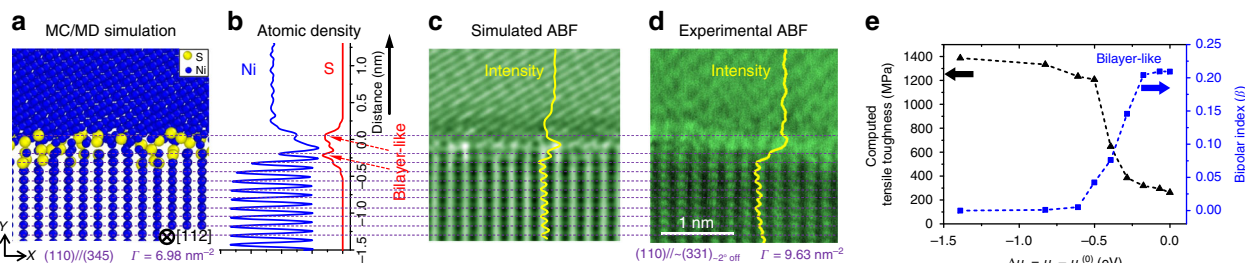 a MC/MD simulation
S
Ni
Y
X
[112]
(110)//(345) Γ = 6.98 nm⁻²
b Atomic density
Ni
S
Distance (nm)
1.0
0.5
0.0
−0.5
−1.0
−1.5
Bilayer-like
c Simulated ABF
Intensity
d Experimental ABF
Intensity
1 nm
(110)//~(331)~2° off Γ = 9.63 nm⁻²
e
Computed
tensile toughness (MPa)
1400
1200
1000
800
600
400
200
0
Bilayer-like
0.25
0.20
0.15
0.10
0.05
0.00
Bipolar index (β)
−1.5
−1.0
−0.5
0.0